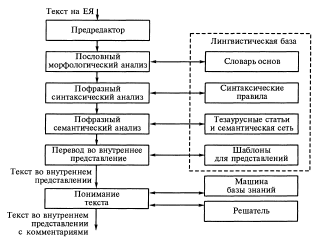 Текст на ЕЯ
Предредактор
Лингвистическая база
Пословный
морфологический анализ
Словарь основ
Пофразный
синтаксический анализ
Синтаксические
правила
Пофразный
семантический анализ
Тезаурусные статьи
и семантическая сеть
Перевод во внутреннее
представление
Шаблоны
для представлений
Текст во внутреннем
представлении
Понимание
текста
Машина
базы знаний
Решатель
Текст во внутреннем
представлении
с комментариями